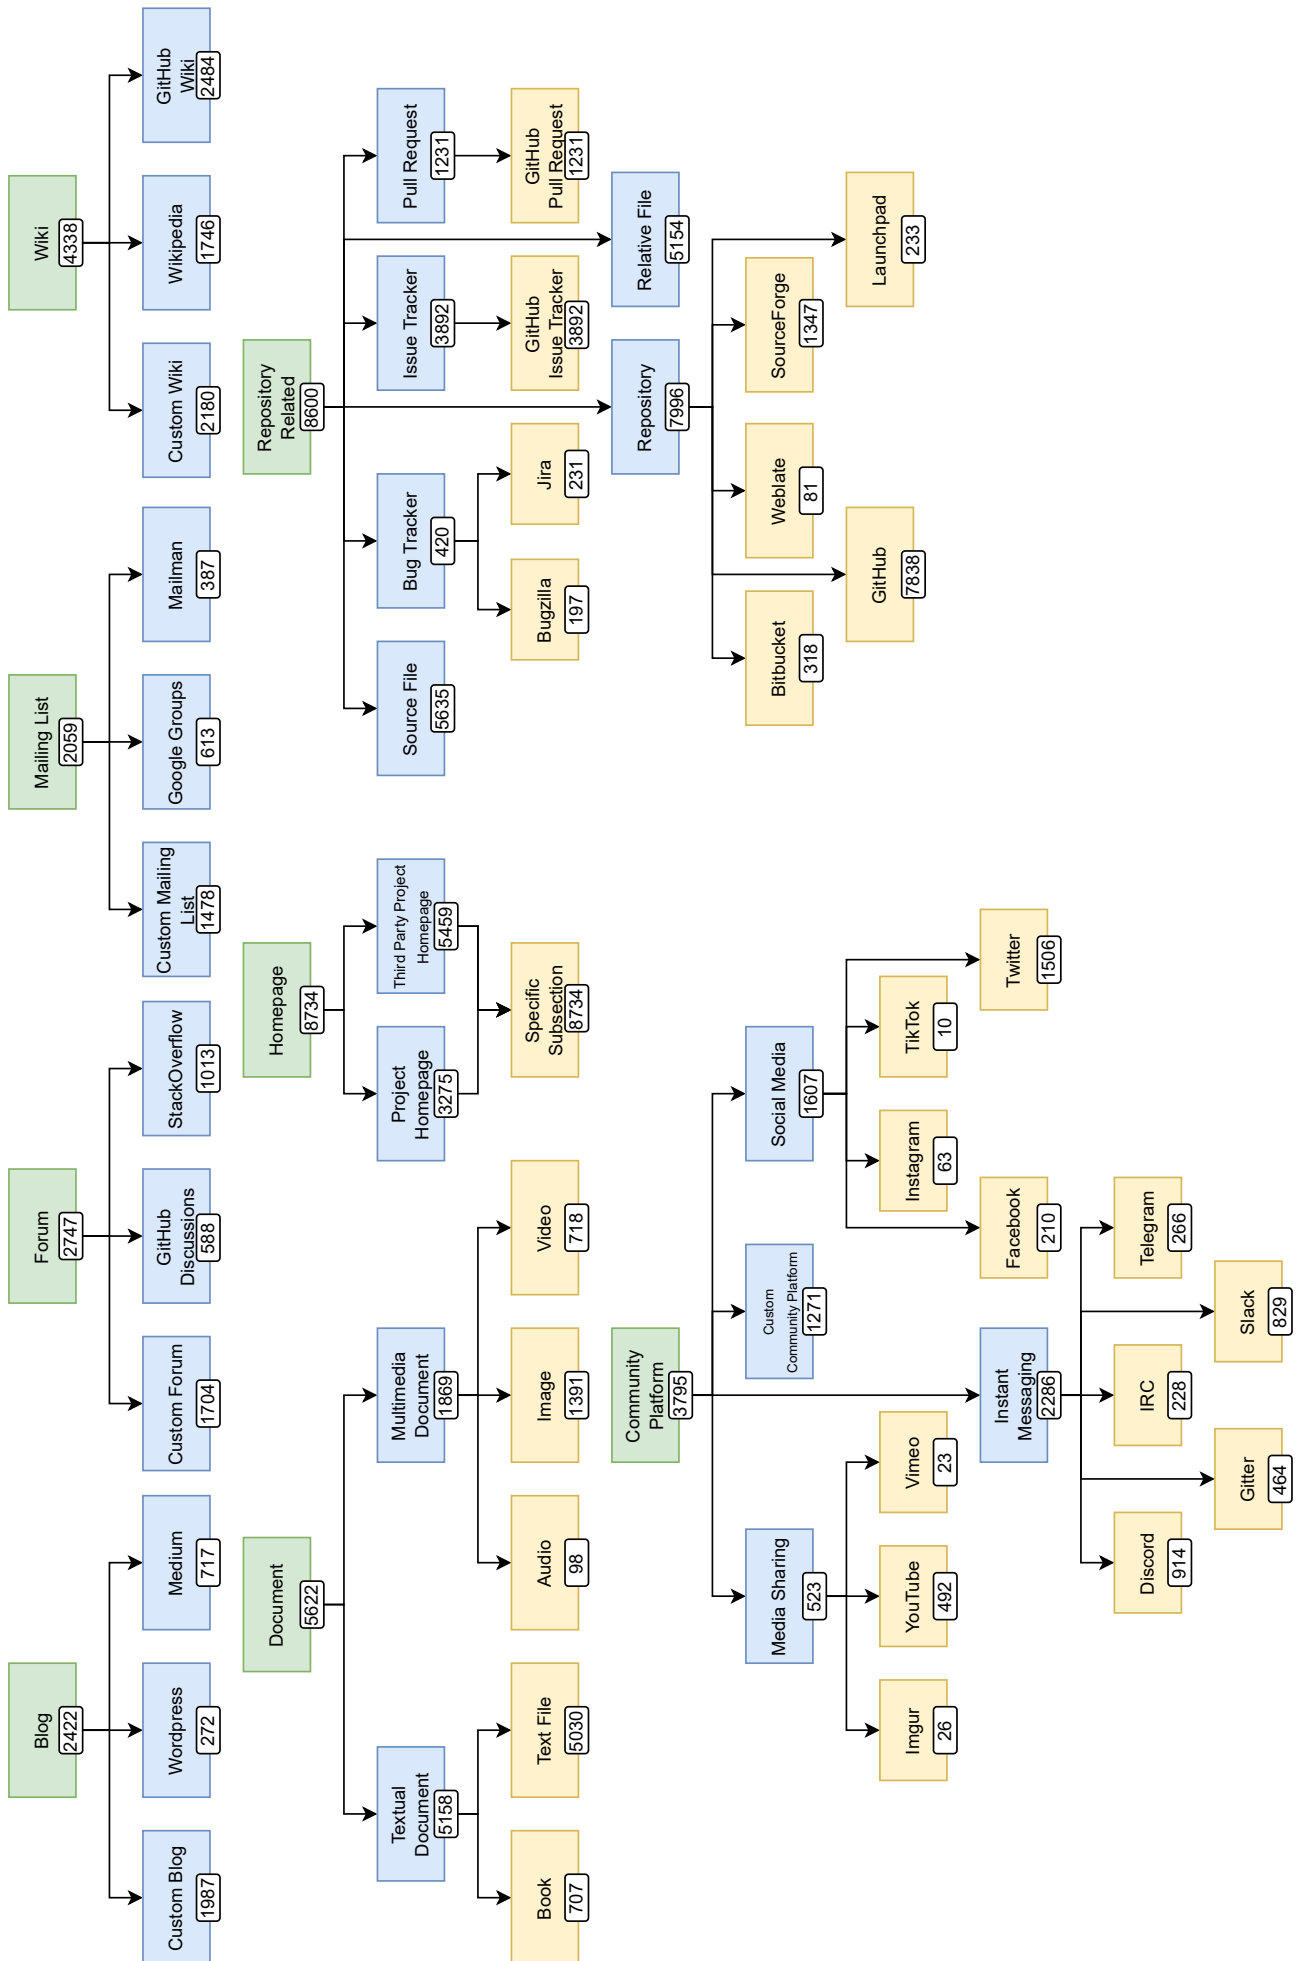 Blog
2422
Custom Blog
1987
Wordpress
272
Medium
717
Forum
2747
Custom Forum
1704
GitHub
Discussions
588
StackOverflow
1013
Mailing List
2059
Custom Mailing
List
1478
Google Groups
613
Mailman
387
Wiki
4338
Custom Wiki
2180
Wikipedia
1746
GitHub
Wiki
2484
Document
5622
Textual
Document
5158
Book
707
Text File
5030
Multimedia
Document
1869
Audio
98
Image
1391
Video
718
Homepage
8734
Project
Homepage
3275
Third Party Project
Homepage
5459
Specific
Subsection
8734
Repository
Related
8600
Source File
5635
Bug Tracker
420
Bugzilla
197
Jira
231
Issue Tracker
3892
GitHub
Issue Tracker
3892
Pull Request
1231
GitHub
Pull Request
1231
Repository
7996
Relative File
5154
Bitbucket
318
Weblate
81
SourceForge
1347
GitHub
7838
Launchpad
233
Community
Platform
3795
Media Sharing
523
Imgur
26
YouTube
492
Vimeo
23
Custom
Community Platform
1271
Social Media
1607
Instagram
63
TikTok
10
Facebook
210
Twitter
1506
Instant
Messaging
2286
Discord
914
IRC
228
Telegram
266
Gitter
464
Slack
829